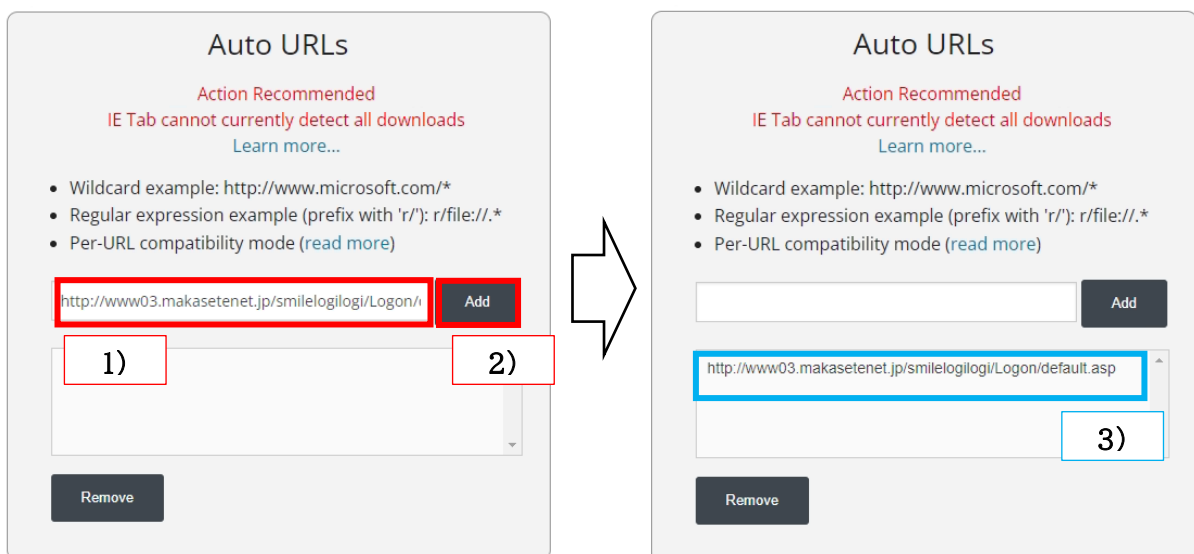 Auto URLs
Action Recommended
IE Tab cannot currently detect all downloads
Learn more...
• Wildcard example: http://www.microsoft.com/*
• Regular expression example (prefix with 'r/'): r/file://.*
• Per-URL compatibility mode (read more)
http://www03.makasetenet.jp/smilelogilogi/Logon/ Add
1) 2)
Remove
Auto URLs
Action Recommended
IE Tab cannot currently detect all downloads
Learn more...
• Wildcard example: http://www.microsoft.com/*
• Regular expression example (prefix with 'r/'): r/file://.*
• Per-URL compatibility mode (read more)
Add
http://www03.makasetenet.jp/smilelogilogi/Logon/default.asp
3)
Remove